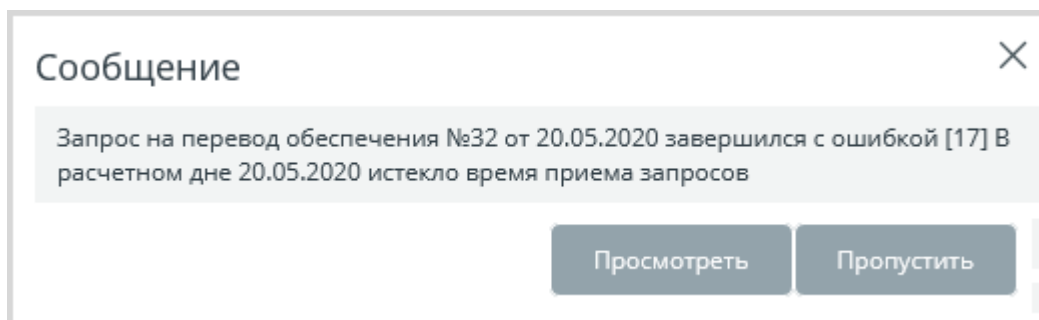 Сообщение
Запрос на перевод обеспечения №32 от 20.05.2020 завершился с ошибкой [17] В
расчетном дне 20.05.2020 истекло время приема запросов
Просмотреть Пропустить